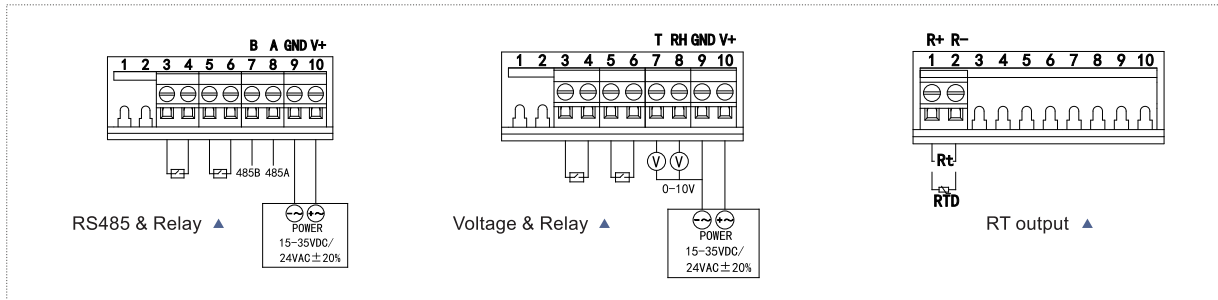 B A GND V+
1 2 3 4 5 6 7 8 9 10
485B 485A
-~ +~
POWER
15-35VDC/
24VAC±20%
RS485 & Relay ▲
T RH GND V+
1 2 3 4 5 6 7 8 9 10
V V
0-10V
-~ +~
POWER
15-35VDC/
24VAC±20%
Voltage & Relay ▲
R+ R-
1 2 3 4 5 6 7 8 9 10
Rt
RTD
RT output ▲